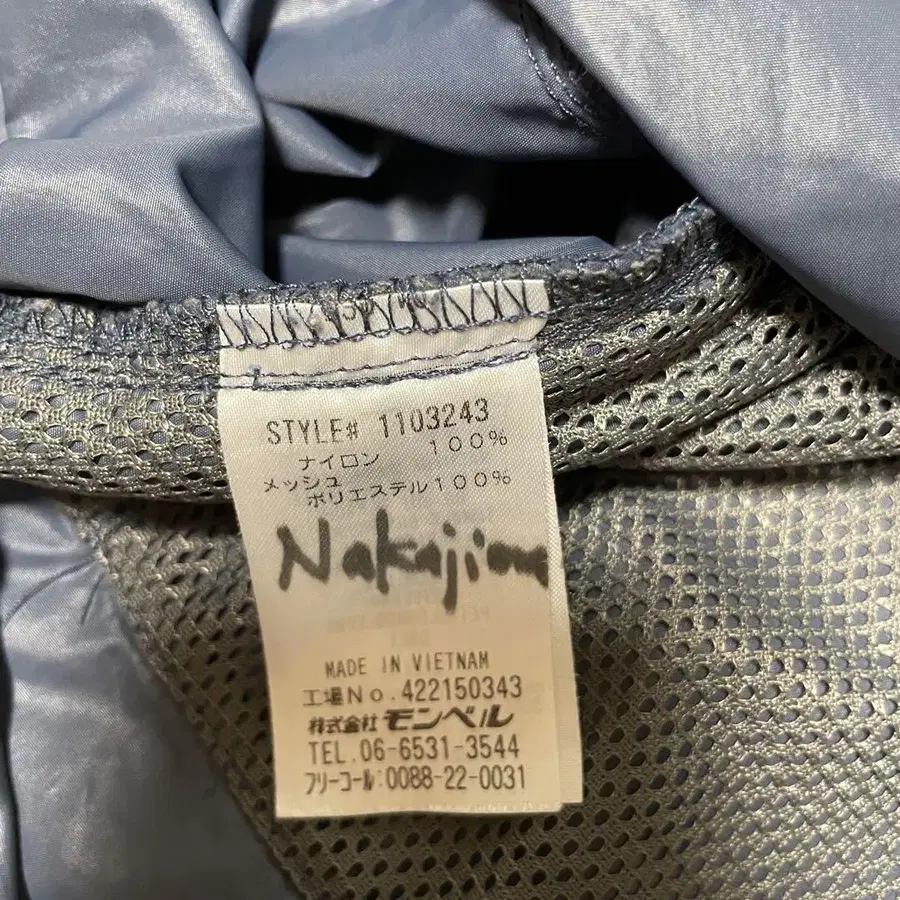 STYLE# 1103243
ナイロン 100%
メッシュ
ポリエステル100%
Nakajima
MADE IN VIETNAM
工場No.422150343
株式会社モンベル
TEL.06-6531-3544
フリーコール:0088-22-0031